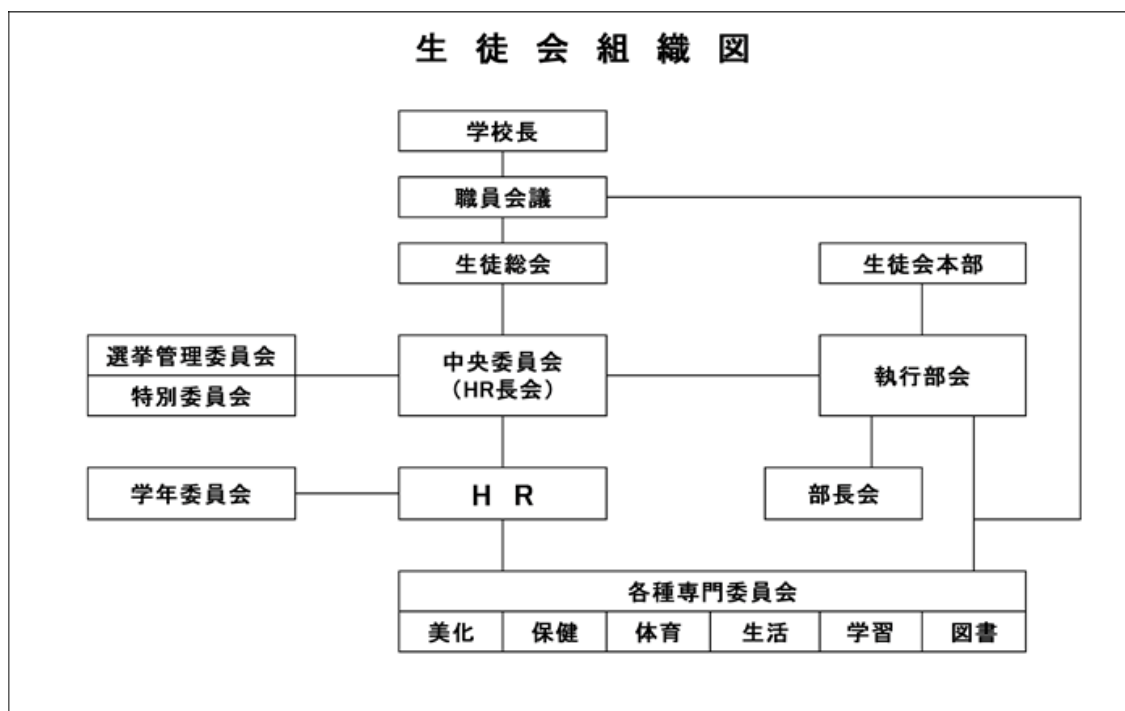 生徒会組織図
学校長
職員会議
生徒総会
生徒会本部
選挙管理委員会
特別委員会
中央委員会
（HR長会）
執行部会
学年委員会
HR
部長会
各種専門委員会
美化
保健
体育
生活
学習
図書